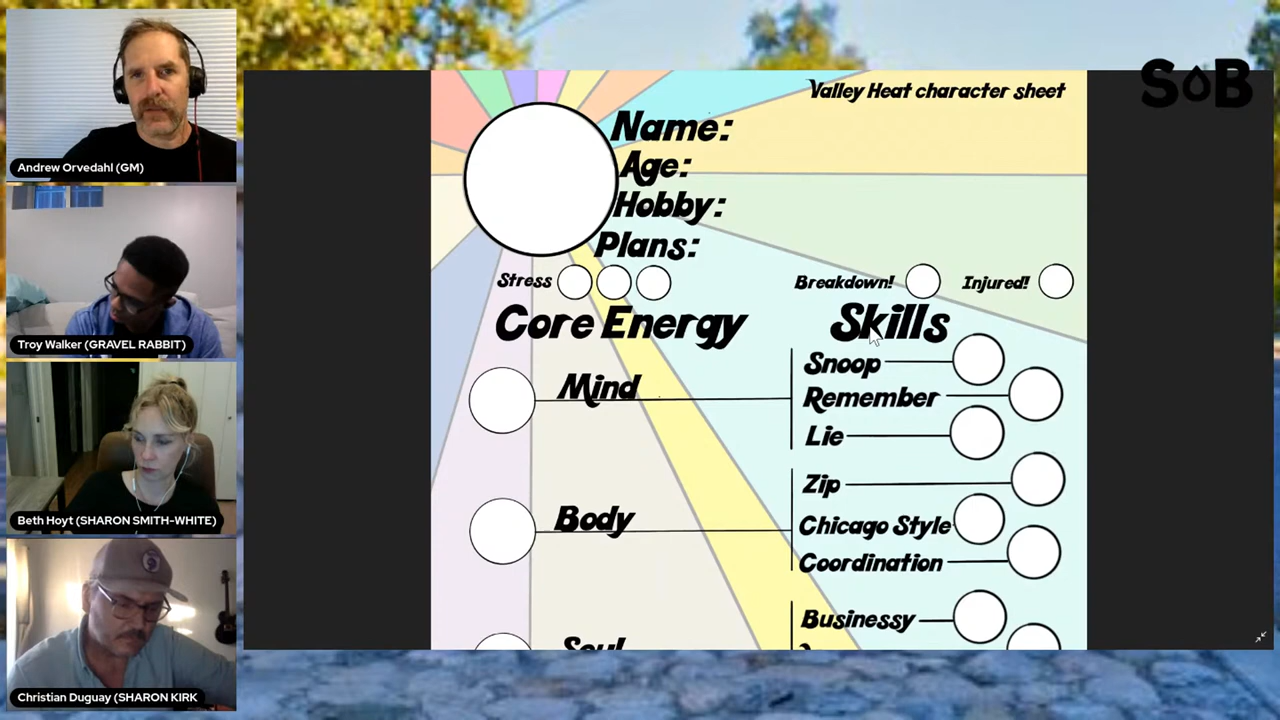 Andrew Orvedahl (GM)
Troy Walker (GRAVEL RABBIT)
Beth Hoyt (SHARON SMITH-WHITE)
Christian Duguay (SHARON KIRK
SOB
Valley Heat character sheet
Name:
Age:
Hobby:
Plans:
Stress
Breakdown!
Injured!
Core Energy
Skills
Mind
Snoop
Remember
Lie
Body
Zip
Chicago Style
Coordination
Soul
Businessy